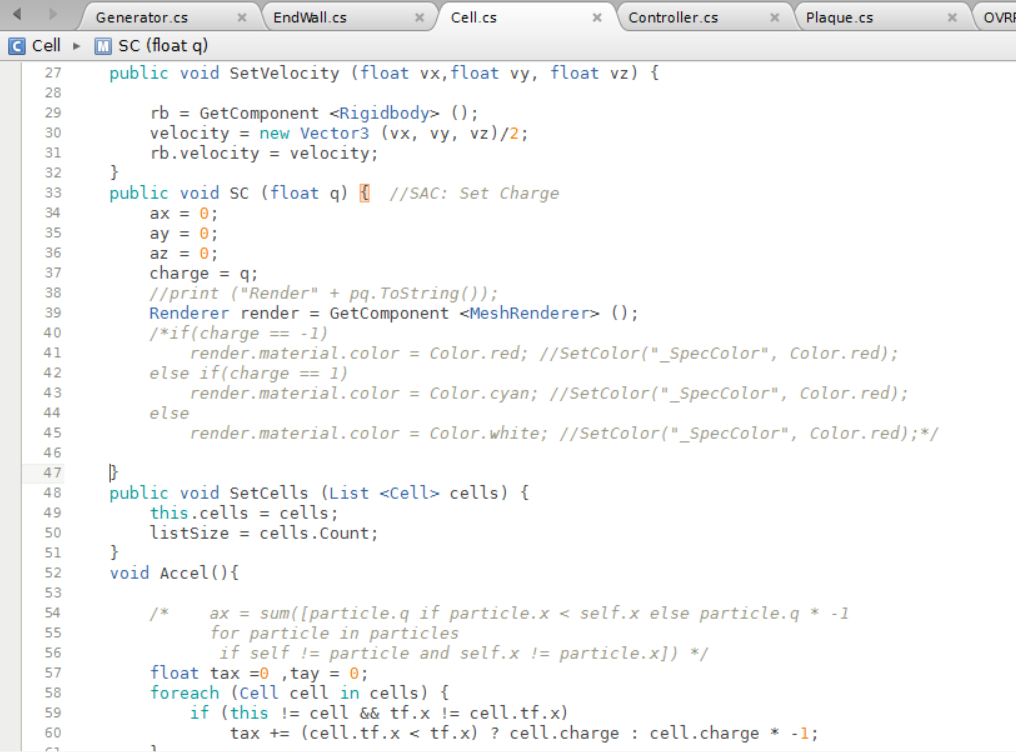 Generator.cs × EndWall.cs × Cell.cs × Controller.cs × Plaque.cs × OVRF
C Cell ▸ M SC (float q)
27 public void SetVelocity (float vx,float vy, float vz) {
28
29 rb = GetComponent <Rigidbody> ();
30 velocity = new Vector3 (vx, vy, vz)/2;
31 rb.velocity = velocity;
32 }
33 public void SC (float q) { //SAC: Set Charge
34 ax = 0;
35 ay = 0;
36 az = 0;
37 charge = q;
38 //print ("Render" + pq.ToString());
39 Renderer render = GetComponent <MeshRenderer> ();
40 /*if(charge == -1)
41 render.material.color = Color.red; //SetColor("_SpecColor", Color.red);
42 else if(charge == 1)
43 render.material.color = Color.cyan; //SetColor("_SpecColor", Color.red);
44 else
45 render.material.color = Color.white; //SetColor("_SpecColor", Color.red);*/
46
47 }
48 public void SetCells (List <Cell> cells) {
49 this.cells = cells;
50 listSize = cells.Count;
51 }
52 void Accel(){
53
54 /* ax = sum([particle.q if particle.x < self.x else particle.q * -1
55 for particle in particles
56 if self != particle and self.x != particle.x]) */
57 float tax =0 ,tay = 0;
58 foreach (Cell cell in cells) {
59 if (this != cell && tf.x != cell.tf.x)
60 tax += (cell.tf.x < tf.x) ? cell.charge : cell.charge * -1;
61 }